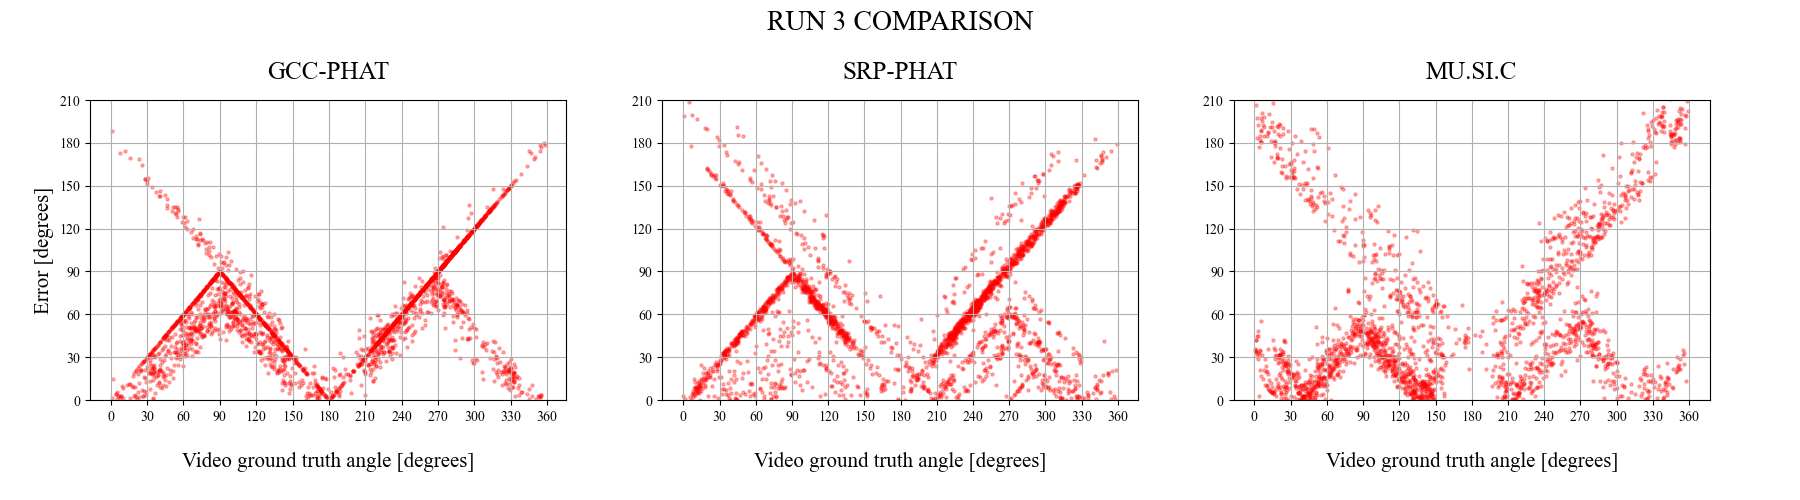 RUN 3 COMPARISON
GCC-PHAT
SRP-PHAT
MU.SI.C
Error [degrees]
210
180
150
120
90
60
30
0
0 30 60 90 120 150 180 210 240 270 300 330 360
Video ground truth angle [degrees]
210
180
150
120
90
60
30
0
0 30 60 90 120 150 180 210 240 270 300 330 360
Video ground truth angle [degrees]
210
180
150
120
90
60
30
0
0 30 60 90 120 150 180 210 240 270 300 330 360
Video ground truth angle [degrees]